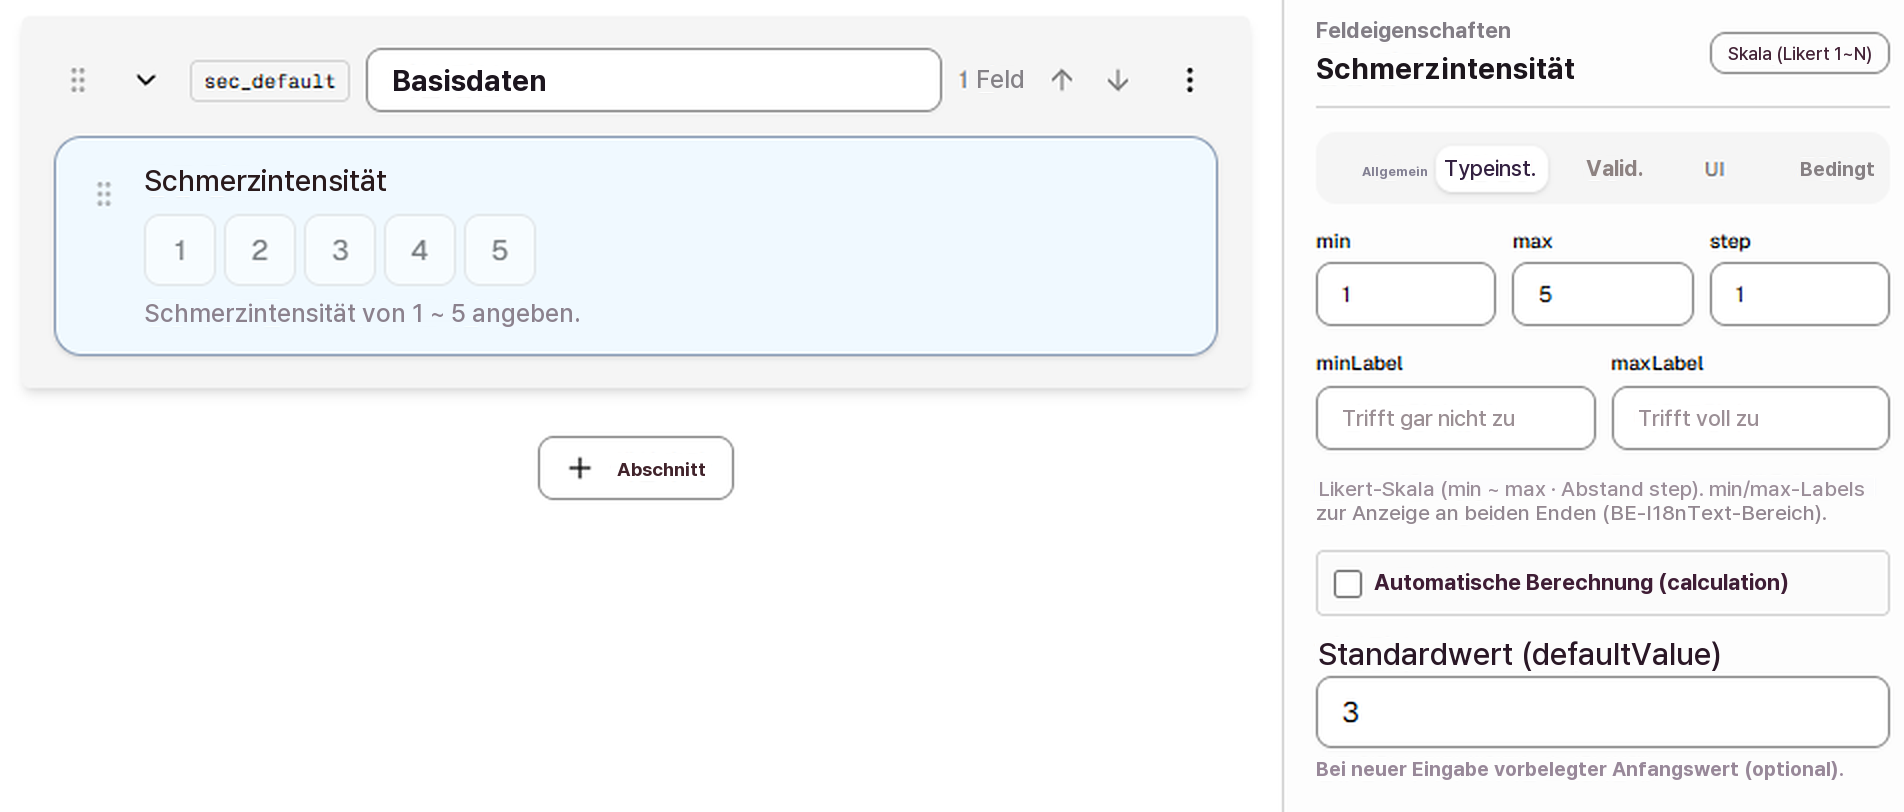 sec_default
Basisdaten
1 Feld
Schmerzintensität
1 2 3 4 5
Schmerzintensität von 1 ~ 5 angeben.
Abschnitt
Feldeigenschaften
Schmerzintensität
Skala (Likert 1~N)
Allgemein Typeinst. Valid. UI Bedingt
min max step
1 5 1
minLabel maxLabel
Trifft gar nicht zu Trifft voll zu
Likert-Skala (min ~ max · Abstand step). min/max-Labels
zur Anzeige an beiden Enden (BE-I18nText-Bereich).
Automatische Berechnung (calculation)
Standardwert (defaultValue)
3
Bei neuer Eingabe vorbelegter Anfangswert (optional).